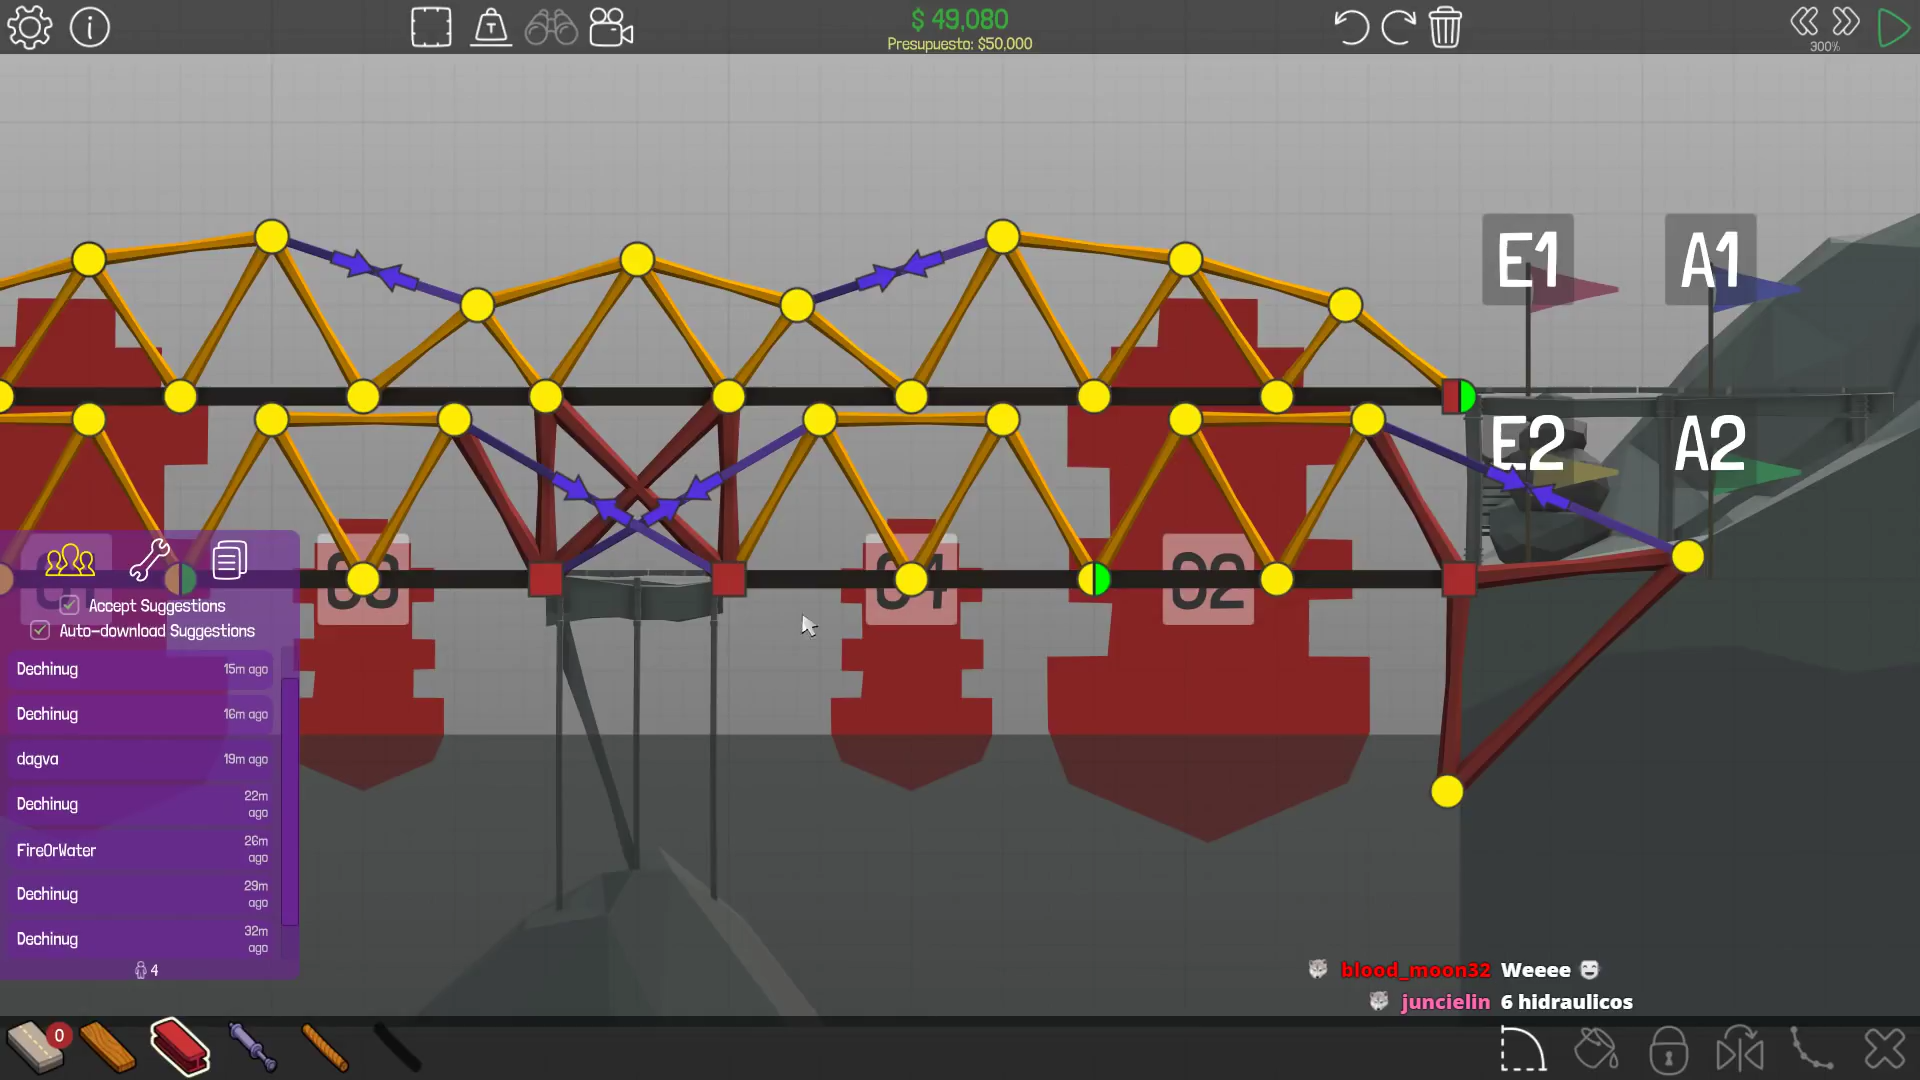 $ 49,080
Presupuesto: $50,000
300%
E1
A1
E2
A2
03
04
02
Accept Suggestions
Auto-download Suggestions
Dechinug 15m ago
Dechinug 16m ago
dagva 19m ago
Dechinug 22m ago
FireOrWater 26m ago
Dechinug 29m ago
Dechinug 32m ago
4
blood_moon32 Weeee
juncielin 6 hidraulicos
0